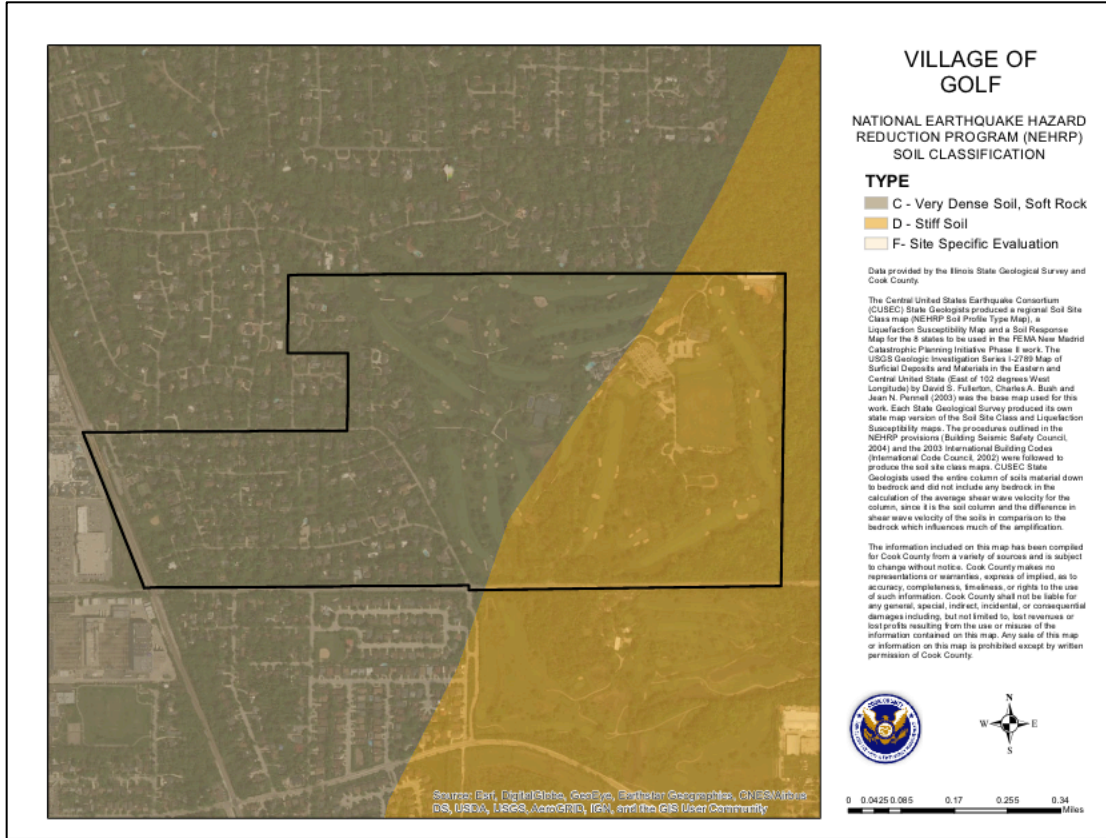 VILLAGE OF
GOLF
NATIONAL EARTHQUAKE HAZARD
REDUCTION PROGRAM (NEHRP)
SOIL CLASSIFICATION
TYPE
C - Very Dense Soil, Soft Rock
D - Stiff Soil
F- Site Specific Evaluation
Data provided by the Illinois State Geological Survey and
Cook County.
The Central United States Earthquake Consortium
(CUSEC) State Geologists produced a regional Soil Site
Class map (NEHRP Soil Profile Type Map), a
Liquefaction Susceptibility Map and a Soil Response
Map for the 8 states to be used in the FEMA New Madrid
Catastrophic Planning Initiative Phase II work. The
USGS Geologic Investigation Series I-2789 Map of
Surficial Deposits and Materials in the Eastern and
Central United State (East of 102 degrees West
Longitude) by David S. Fullerton, Charles A. Bush and
Jean N. Pennell (2003) was the base map used for this
work. Each State Geological Survey produced its own
state map version of the Soil Site Class and Liquefaction
Susceptibility maps. The procedures outlined in the
NEHRP provisions (Building Seismic Safety Council,
2004) and the 2003 International Building Codes
(International Code Council, 2002) were followed to
produce the soil site class maps. CUSEC State
Geologists used the entire column of soils material down
to bedrock and did not include any bedrock in the
calculation of the average shear wave velocity for the
column, since it is the soil column and the difference in
shear wave velocity of the soils in comparison to the
bedrock which influences much of the amplification.
The information included on this map has been compiled
for Cook County from a variety of sources and is subject
to change without notice. Cook County makes no
representations or warranties, express of implied, as to
accuracy, completeness, timeliness, or rights to the use
of such information. Cook County shall not be liable for
any general, special, indirect, incidental, or consequential
damages including, but not limited to, lost revenues or
lost profits resulting from the use or misuse of the
information contained on this map. Any sale of this map
or information on this map is prohibited except by written
permission of Cook County.
N
W E
S
0 0.0425 0.085 0.17 0.255 0.34
Miles
Source: Esri, DigitalGlobe, GeoEye, Earthstar Geographics, CNES/Airbus
DS, USDA, USGS, AeroGRID, IGN, and the GIS User Community